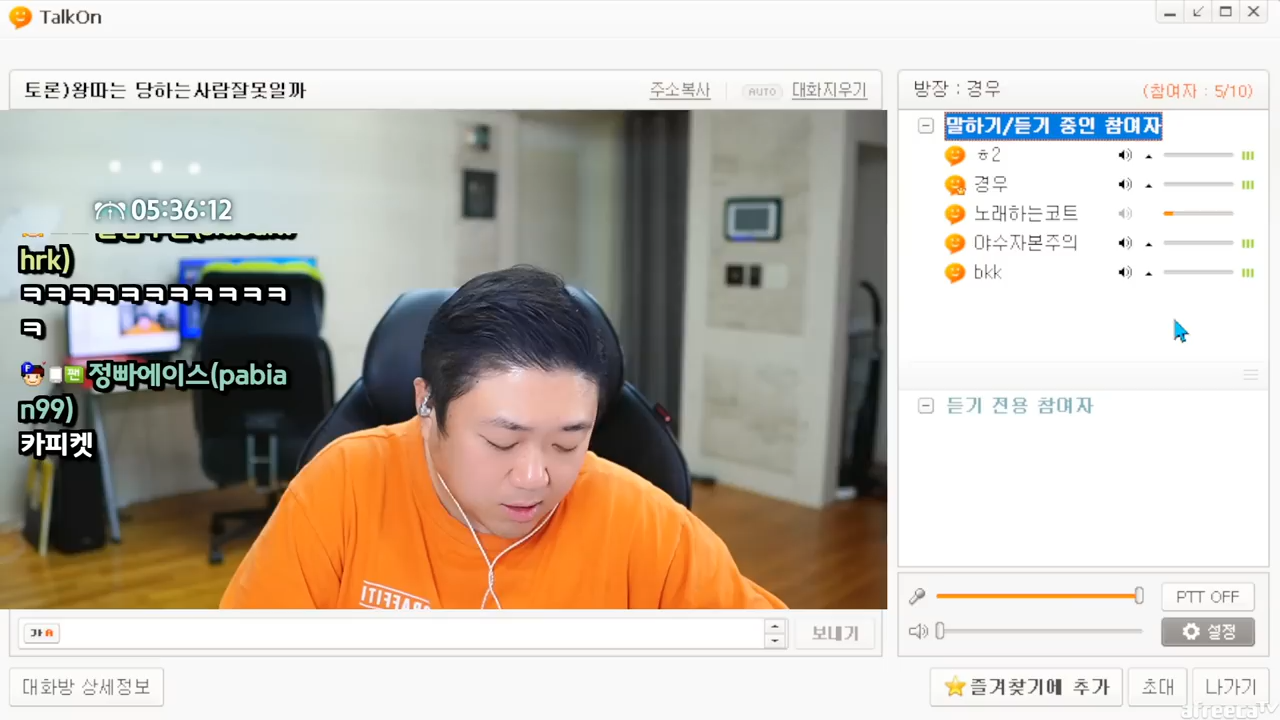 TalkOn
토론)왕따는 당하는사람잘못일까
주소복사
AUTO
대화지우기
방장 : 경우
(참여자 : 5/10)
말하기/듣기 중인 참여자
ㅎ2
경우
노래하는코트
야수자본주의
bkk
듣기 전용 참여자
05:36:12
hrk)
ㅋㅋㅋㅋㅋㅋㅋㅋㅋㅋㅋ
ㅋ
P 팬 정빠에이스(pabia
n99)
카피켓
가A
보내기
PTT OFF
설정
대화방 상세정보
즐겨찾기에 추가
초대
나가기
afreecaTV